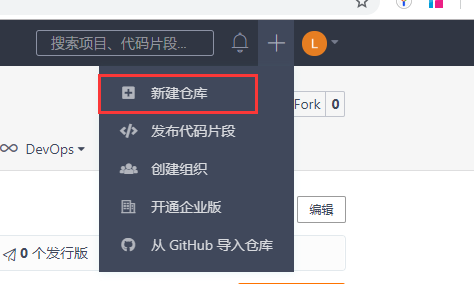 搜索项目、代码片段...
L
新建仓库
Fork 0
发布代码片段
DevOps
创建组织
开通企业版
编辑
从 GitHub 导入仓库
0 个发行版